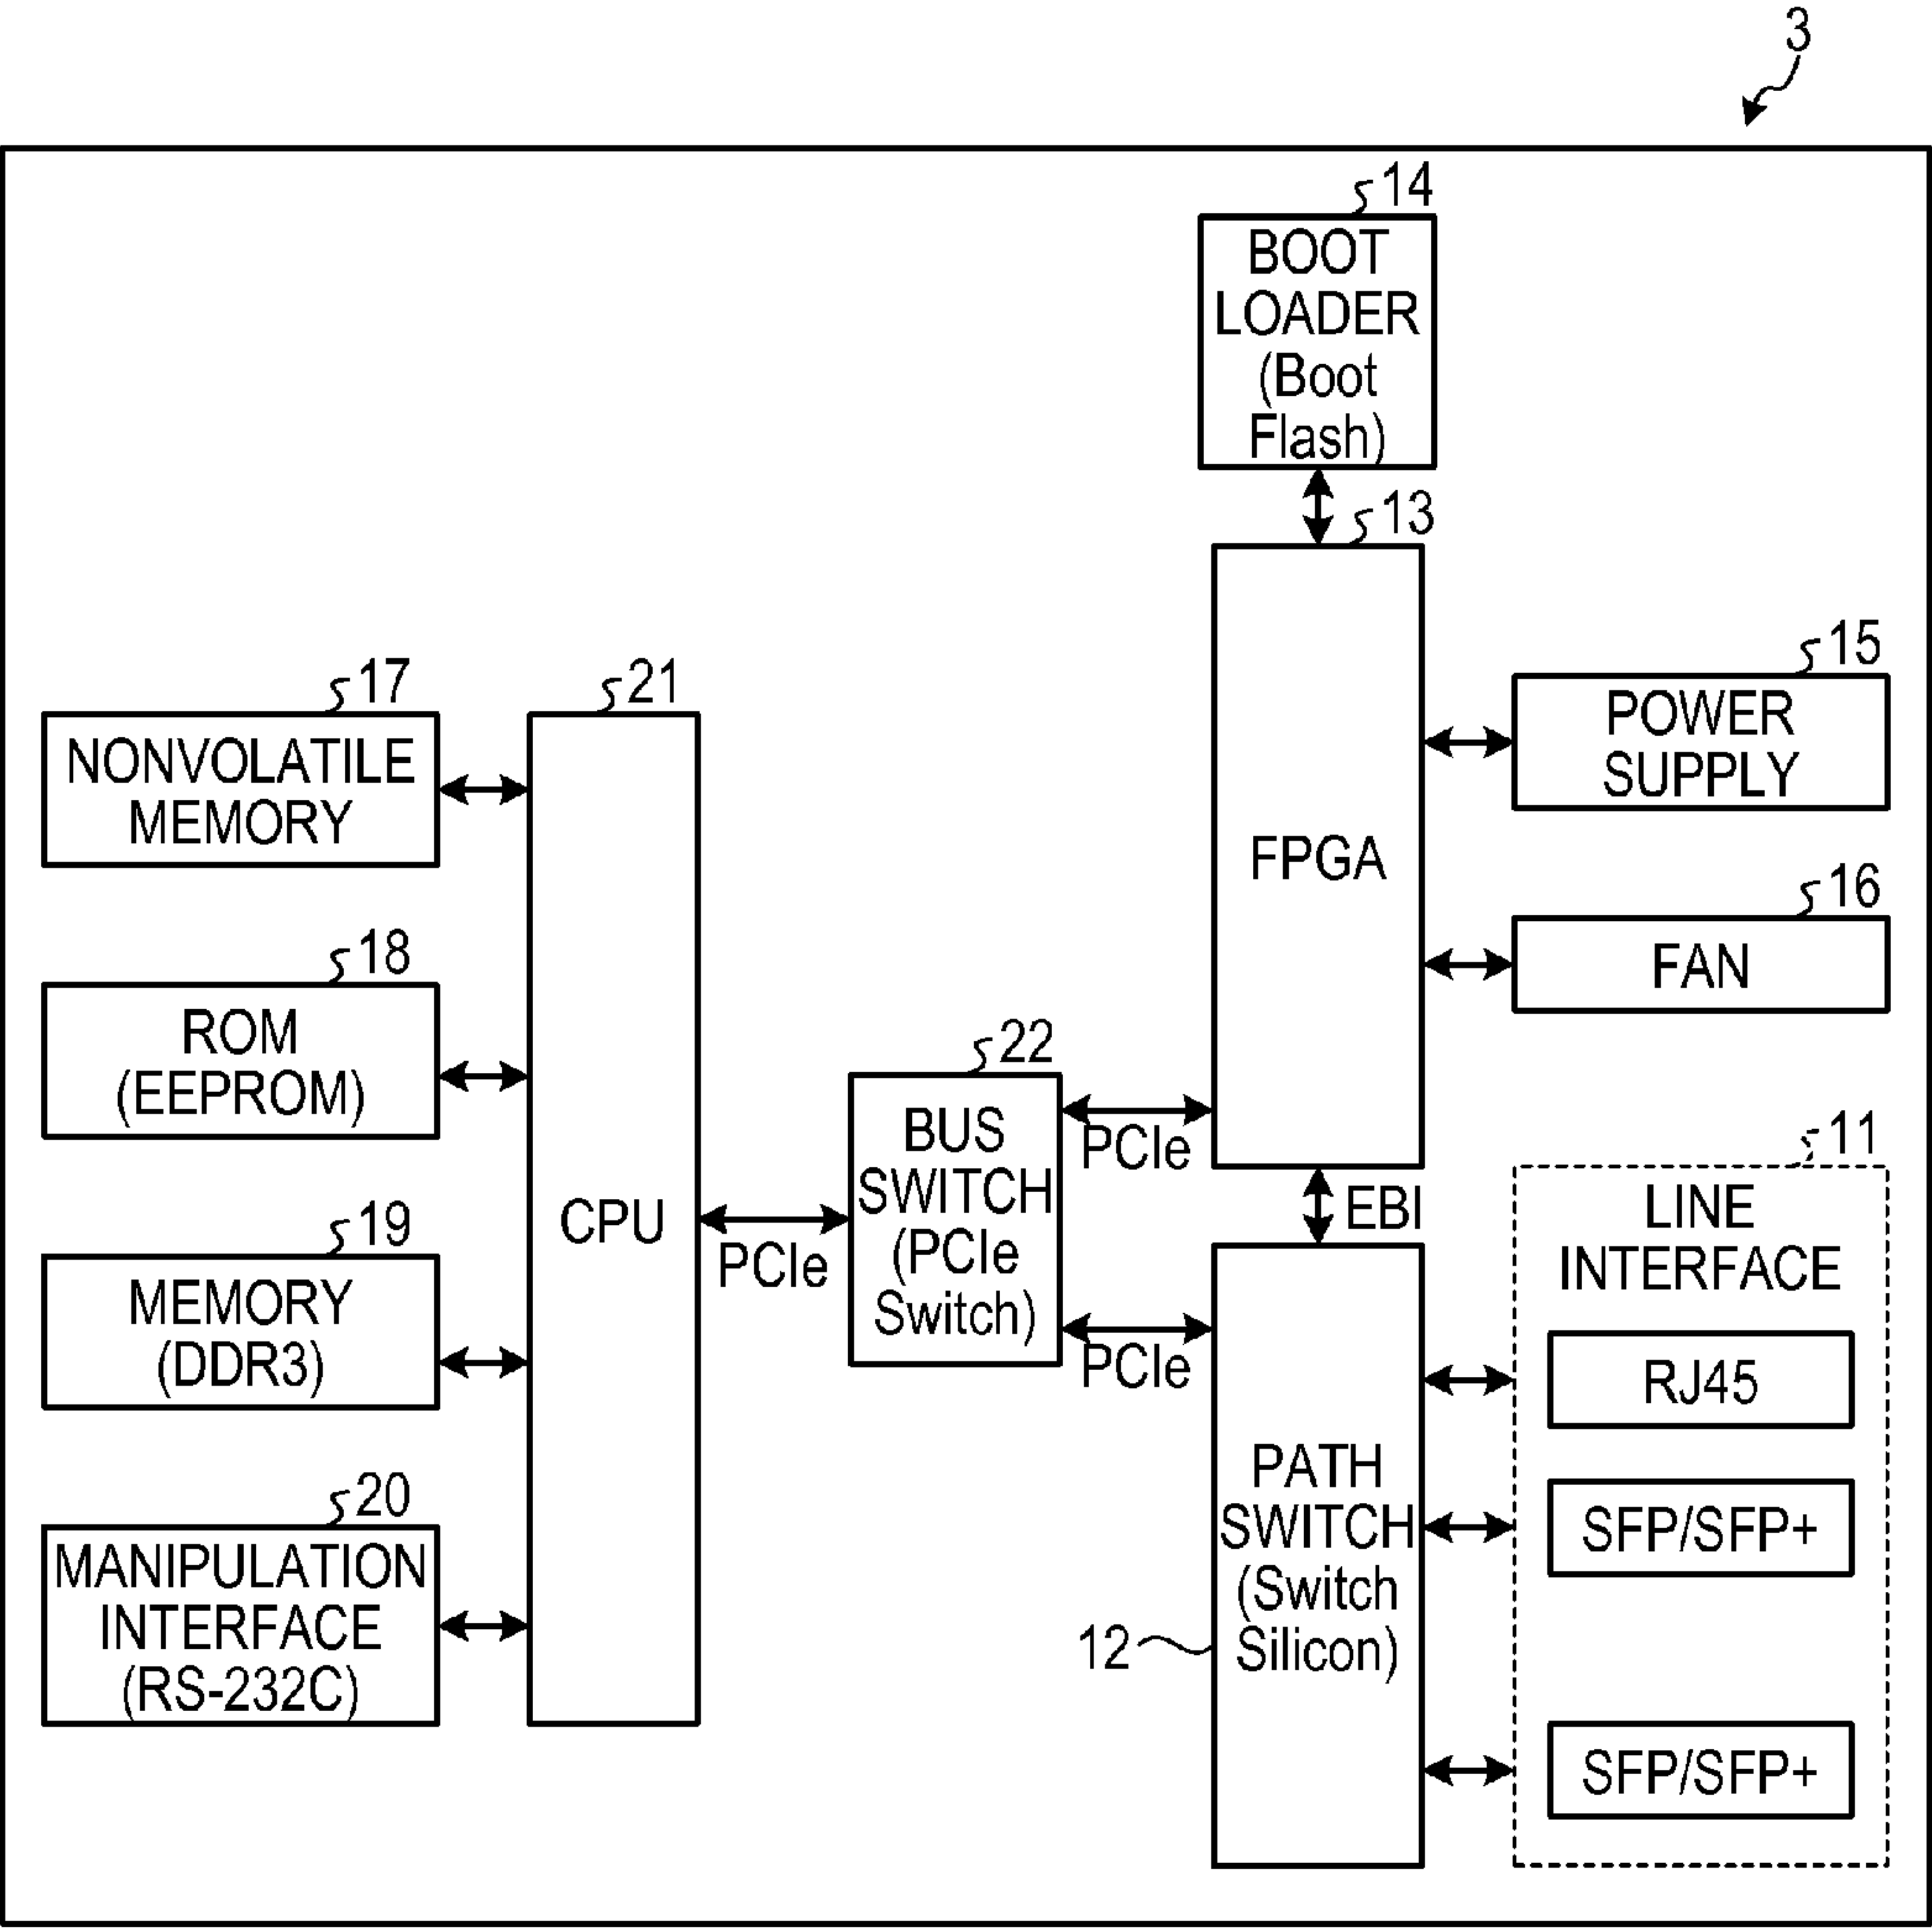 3
14
BOOT
LOADER
(Boot
Flash)
13
FPGA
15
POWER
SUPPLY
16
FAN
17
NONVOLATILE
MEMORY
18
ROM
(EEPROM)
19
MEMORY
(DDR3)
20
MANIPULATION
INTERFACE
(RS-232C)
21
CPU
PCIe
22
BUS
SWITCH
(PCIe
Switch)
PCIe
PCIe
EBI
12
PATH
SWITCH
(Switch
Silicon)
11
LINE
INTERFACE
RJ45
SFP/SFP+
SFP/SFP+